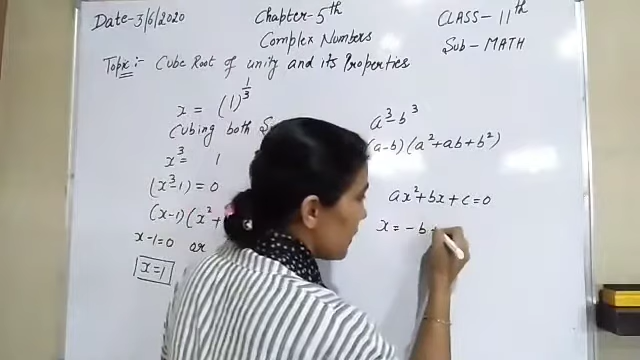 Date-3/6/2020 Chapter-5th CLASS-11th
Complex Numbers Sub-MATH
Topic:- Cube Root of unity and its Properties
x = (1)^1/3
Cubing both
x³= 1
(x³-1)=0
(x-1)(x²+
x-1=0 or
x=1
a³-b³
(a-b)(a²+ab+b²)
ax²+bx+c=0
x=-b